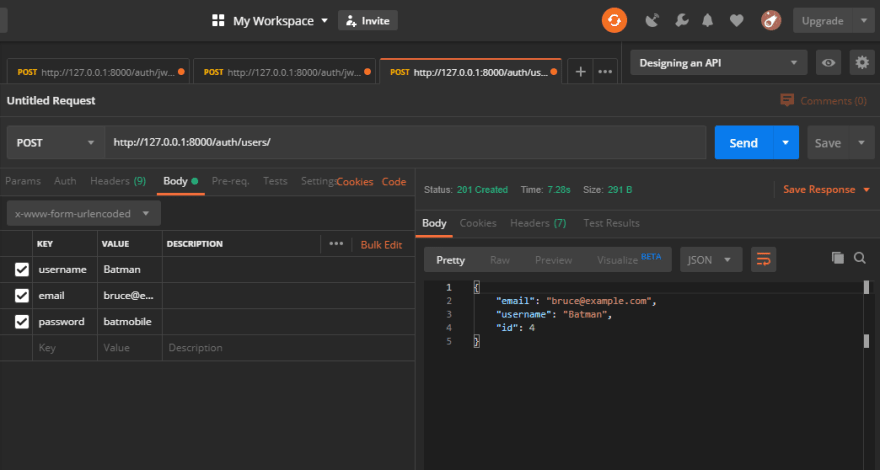 My Workspace
Invite
Upgrade
POST http://127.0.0.1:8000/auth/jw...
POST http://127.0.0.1:8000/auth/jw...
POST http://127.0.0.1:8000/auth/us...
Designing an API
Untitled Request
Comments (0)
POST
http://127.0.0.1:8000/auth/users/
Send
Save
Params Auth Headers (9) Body Pre-req. Tests Settings Cookies Code
x-www-form-urlencoded
KEY VALUE DESCRIPTION ••• Bulk Edit
username Batman
email bruce@e...
password batmobile
Key Value Description
Status: 201 Created Time: 7.28s Size: 291 B Save Response
Body Cookies Headers (7) Test Results
Pretty Raw Preview Visualize BETA JSON
1 {
2 "email": "bruce@example.com",
3 "username": "Batman",
4 "id": 4
5 }